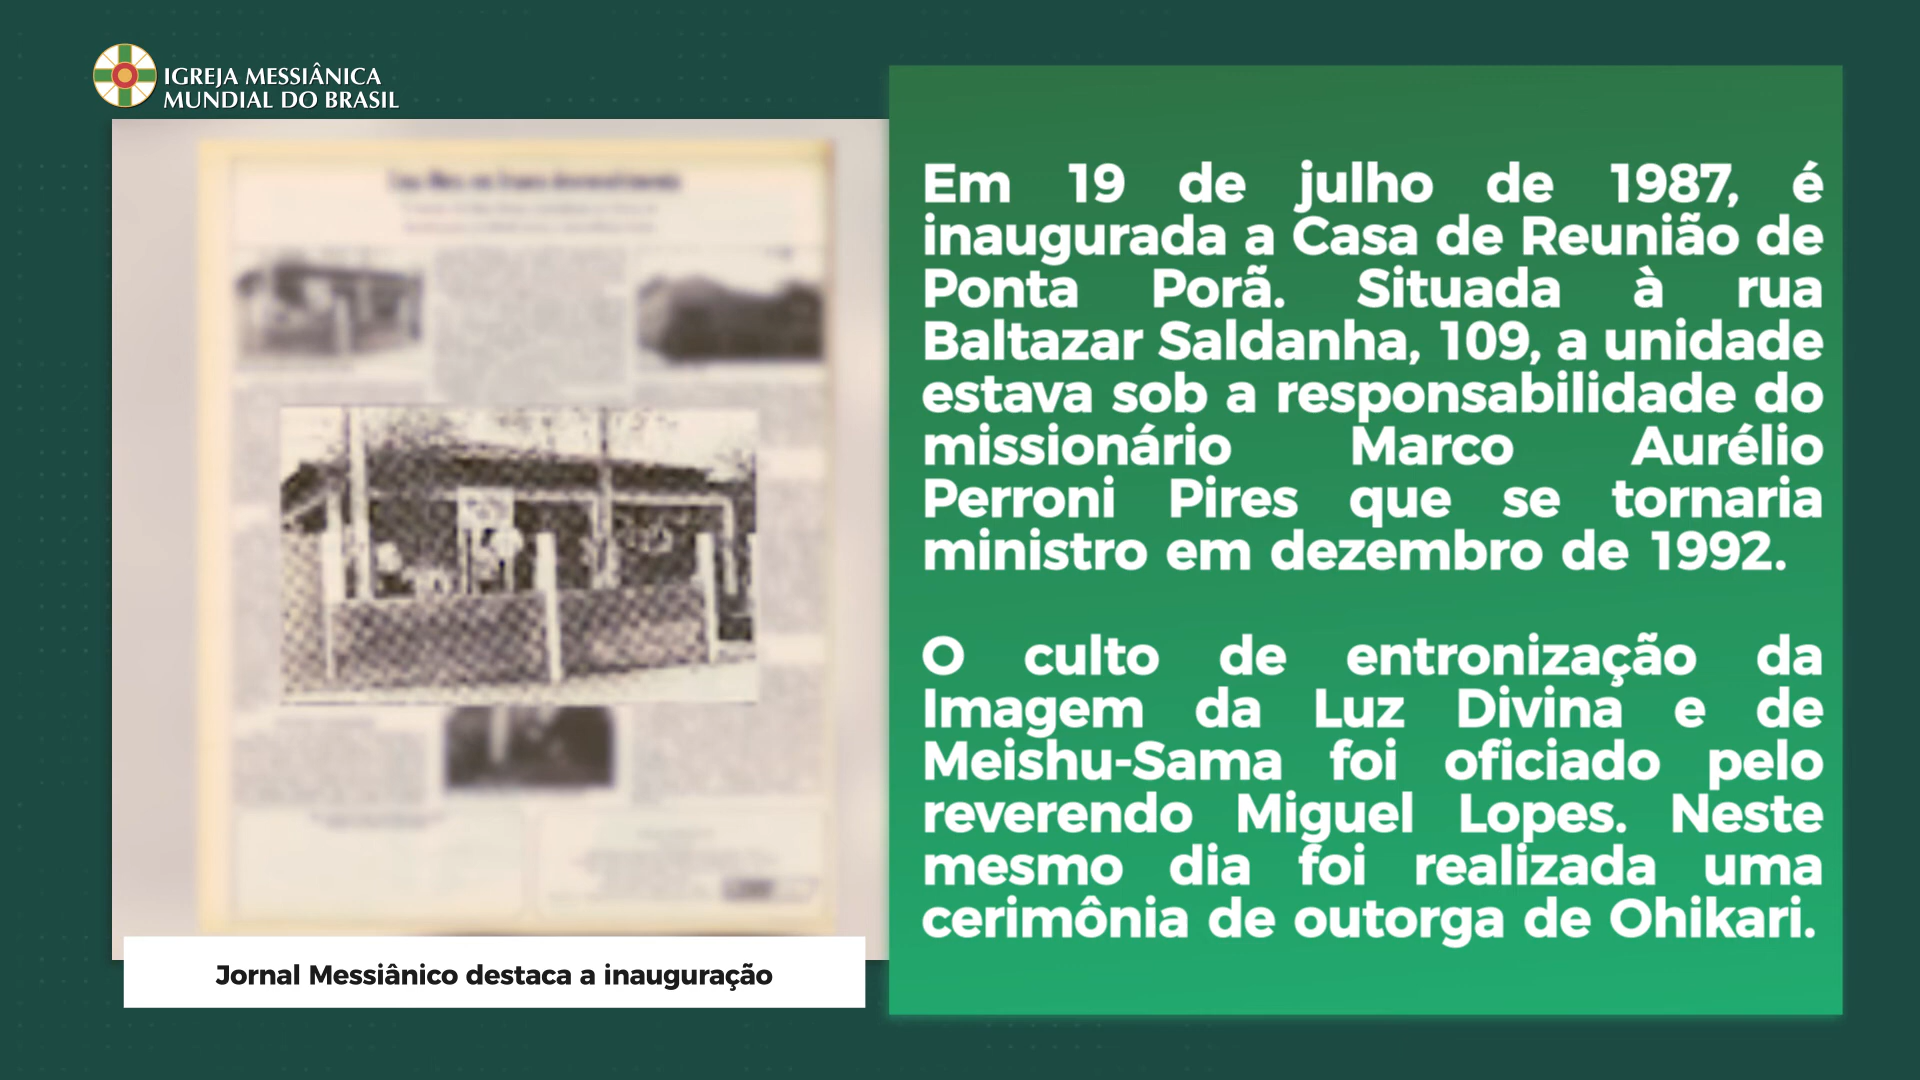 IGREJA MESSIÂNICA
MUNDIAL DO BRASIL
Em 19 de julho de 1987, é
inaugurada a Casa de Reunião de
Ponta Porã. Situada à rua
Baltazar Saldanha, 109, a unidade
estava sob a responsabilidade do
missionário Marco Aurélio
Perroni Pires que se tornaria
ministro em dezembro de 1992.
O culto de entronização da
Imagem da Luz Divina e de
Meishu-Sama foi oficiado pelo
reverendo Miguel Lopes. Neste
mesmo dia foi realizada uma
cerimônia de outorga de Ohikari.
Jornal Messiânico destaca a inauguração